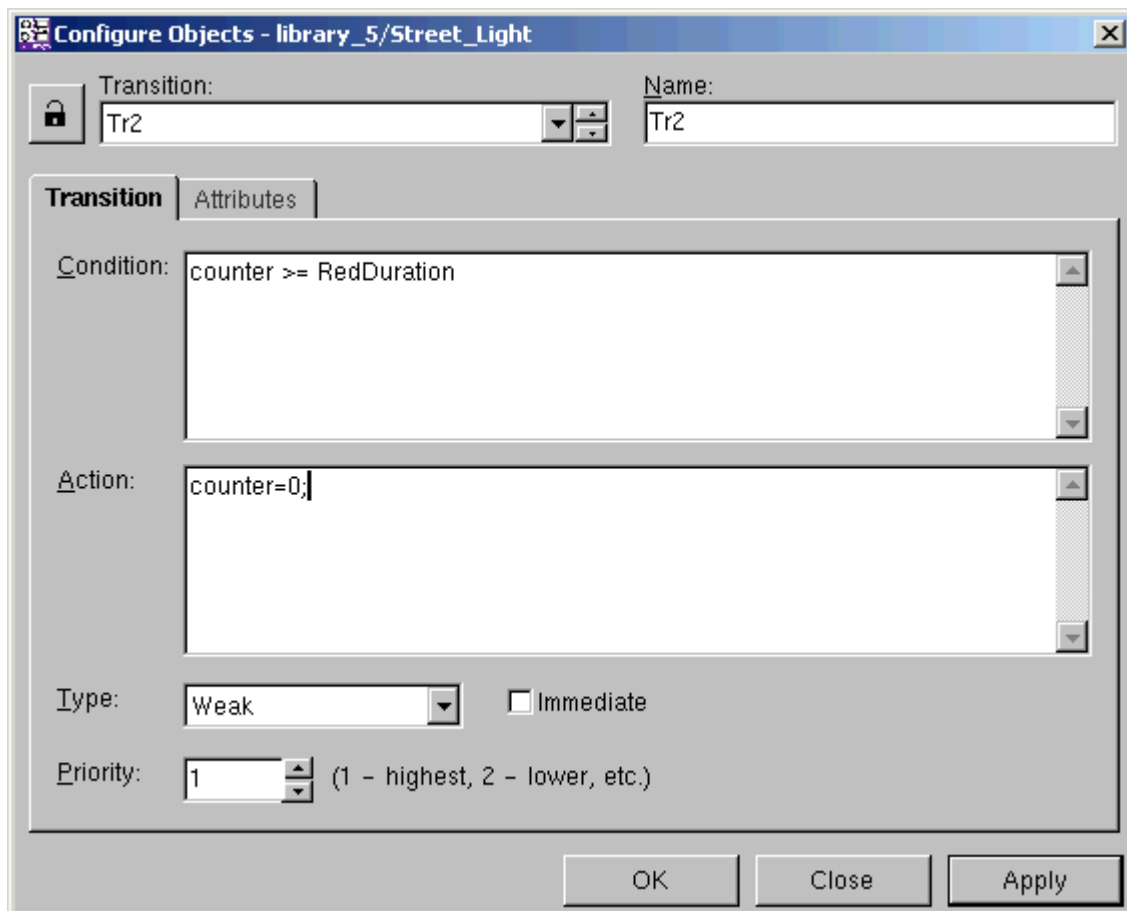 Configure Objects - library_5/Street_Light
Transition:
Name:
Tr2
Tr2
Transition
Attributes
Condition:
counter >= RedDuration
Action:
counter=0;
Type:
Weak
Immediate
Priority:
1
(1 – highest, 2 – lower, etc.)
OK
Close
Apply